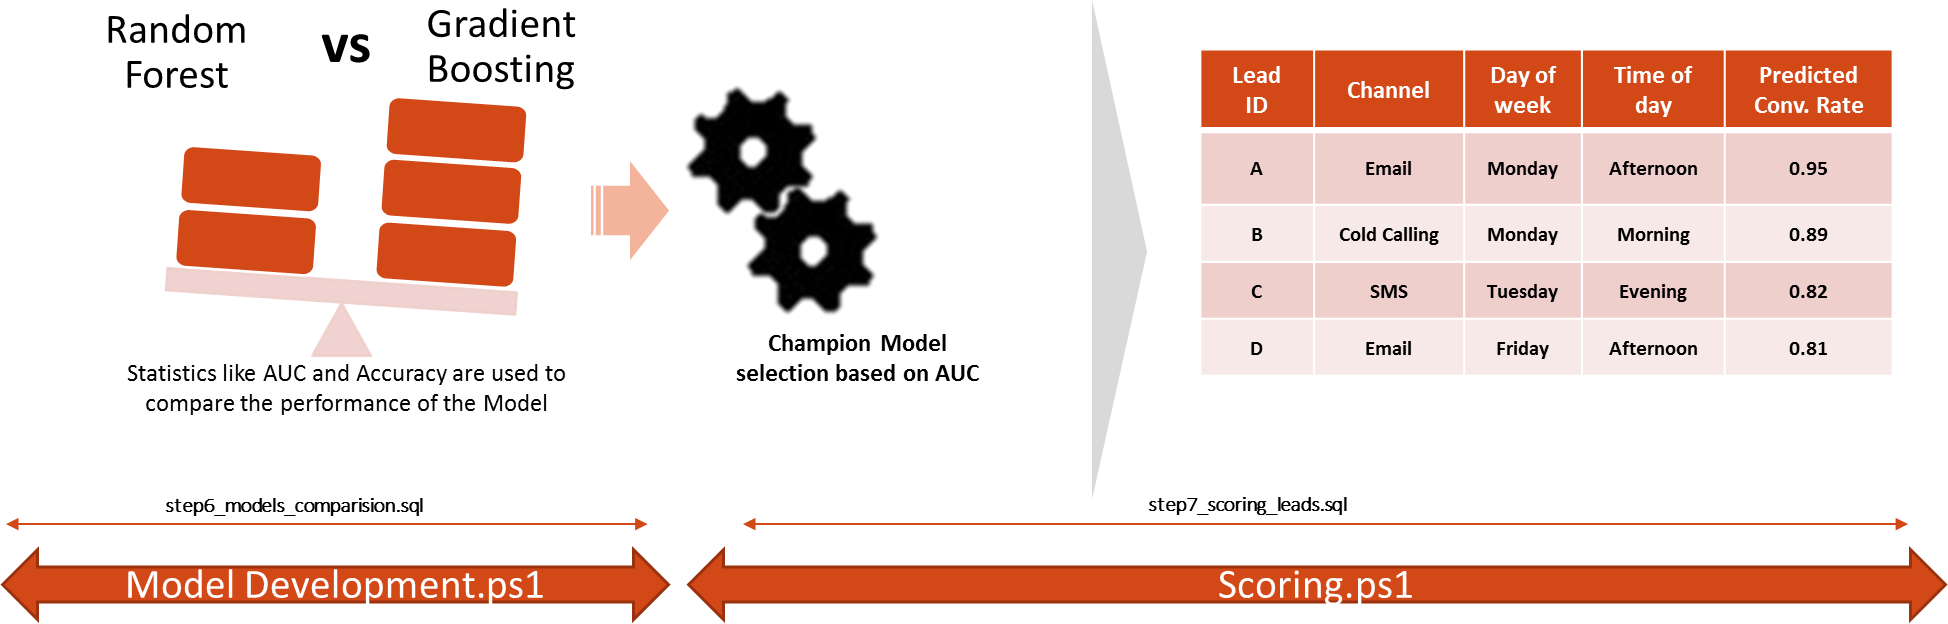 Random
Forest
vs
Gradient
Boosting
Statistics like AUC and Accuracy are used to
compare the performance of the Model
Champion Model
selection based on AUC
Lead ID Channel Day of week Time of day Predicted Conv. Rate
A Email Monday Afternoon 0.95
B Cold Calling Monday Morning 0.89
C SMS Tuesday Evening 0.82
D Email Friday Afternoon 0.81
step6_models_comparision.sql
step7_scoring_leads.sql
Model Development.ps1
Scoring.ps1